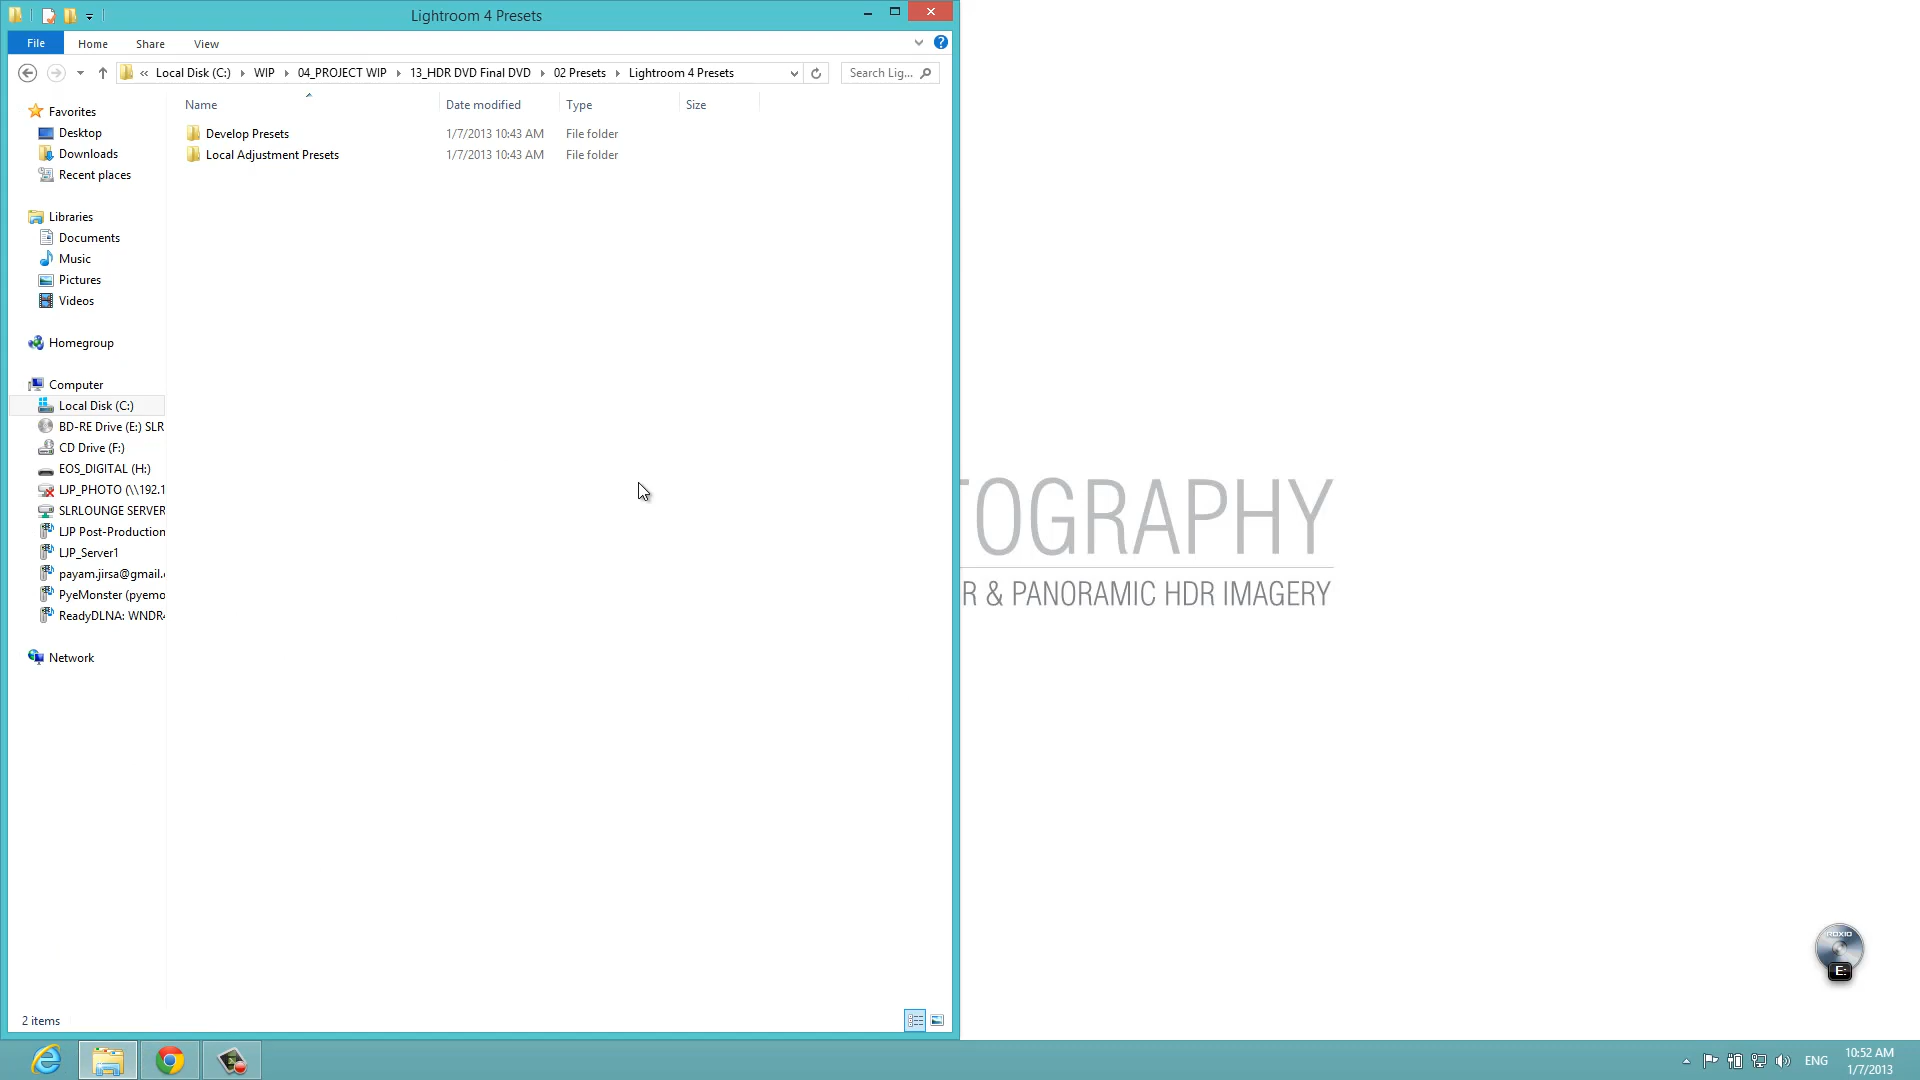 Lightroom 4 Presets
File
Home
Share
View
«
Local Disk (C:)
WIP
04_PROJECT WIP
13_HDR DVD Final DVD
02 Presets
Lightroom 4 Presets
Search Lig...
Name
Date modified
Type
Size
Develop Presets
1/7/2013 10:43 AM
File folder
Local Adjustment Presets
1/7/2013 10:43 AM
File folder
Favorites
Desktop
Downloads
Recent places
Libraries
Documents
Music
Pictures
Videos
Homegroup
Computer
Local Disk (C:)
BD-RE Drive (E:) SLR
CD Drive (F:)
EOS_DIGITAL (H:)
LJP_PHOTO (\\192.1
SLRLOUNGE SERVER
LJP Post-Production
LJP_Server1
payam.jirsa@gmail.
PyeMonster (pyemo
ReadyDLNA: WNDR
Network
2 items
TOGRAPHY
R & PANORAMIC HDR IMAGERY
ROXIO
E:
ENG
10:52 AM
1/7/2013